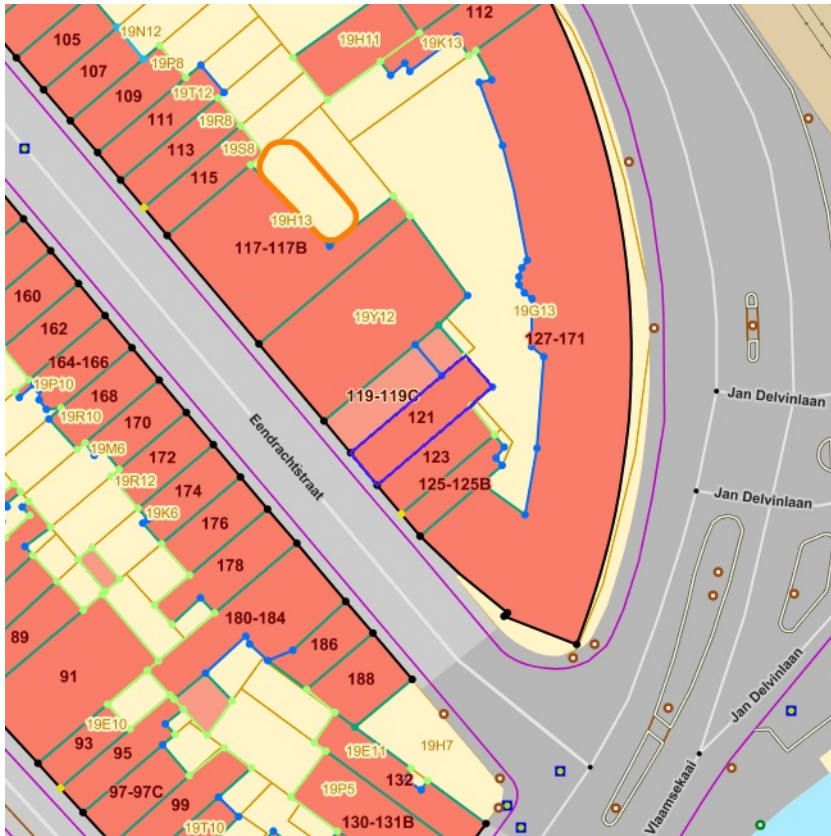 112
19N12
19H11
19K13
105
19P8
107
19T12
109
111
19R8
113
19S8
115
19H13
117-117B
160
19Y12
19G13
162
127-171
164-166
19P10
168
119-119C
Jan Delvinlaan
19R10
121
170
19M6
Eendrachtstraat
123
172
19R12
125-125B
174
Jan Delvinlaan
19K6
176
178
180-184
89
186
91
188
Jan Delvinlaan
19E10
93
95
19E11
19H7
97-97C
132
19P5
99
Vlaamsekaai
19T10
130-131B